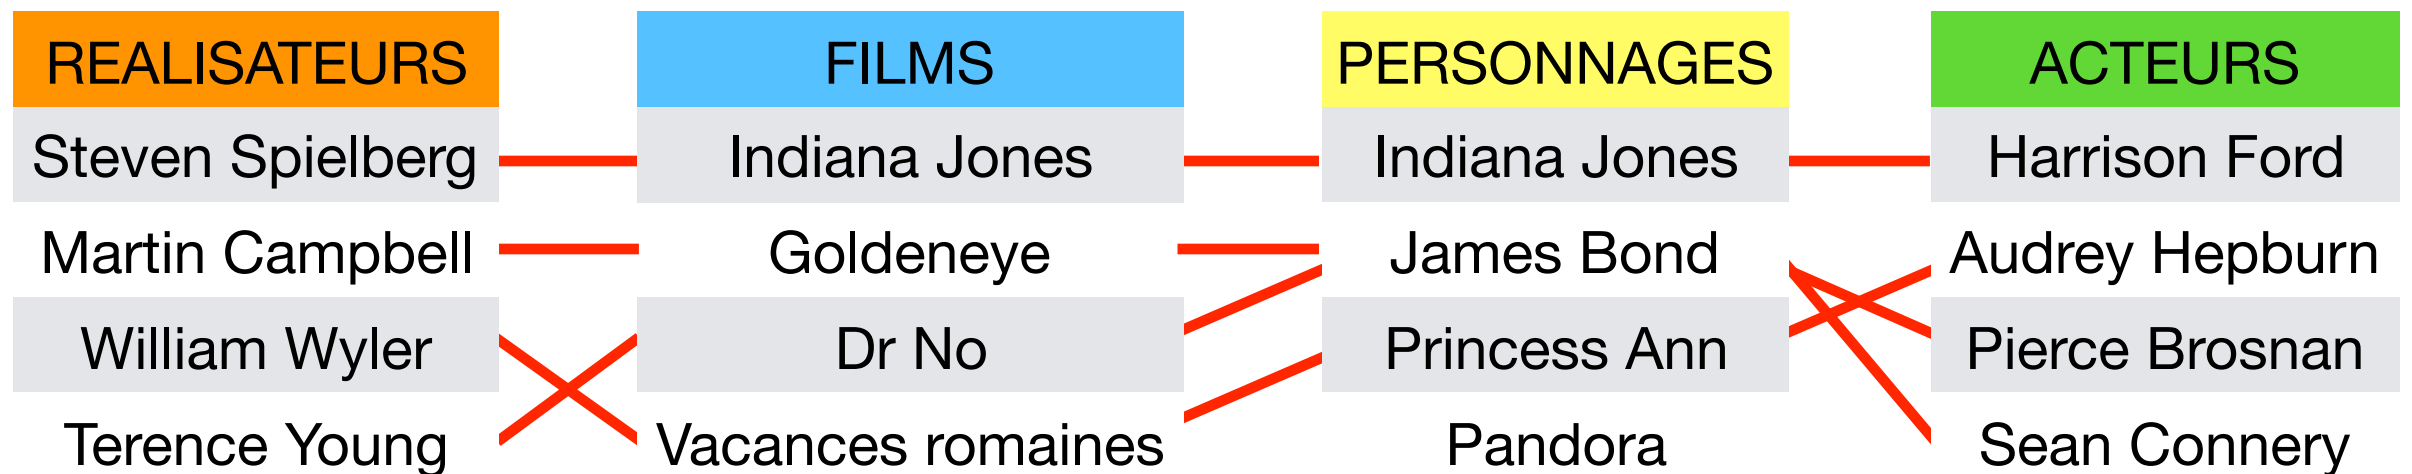 REALISATEURS FILMS PERSONNAGES ACTEURS
Steven Spielberg Indiana Jones Indiana Jones Harrison Ford
Martin Campbell Goldeneye James Bond Audrey Hepburn
William Wyler Dr No Princess Ann Pierce Brosnan
Terence Young Vacances romaines Pandora Sean Connery